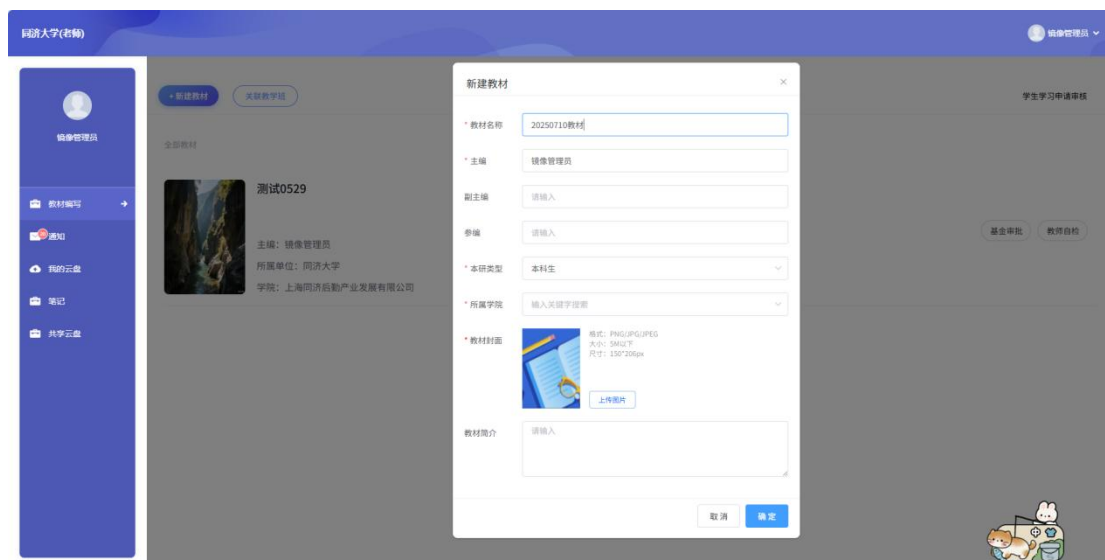 同济大学(老师)
镜像管理员
镜像管理员
教材编写
通知
我的云盘
笔记
共享云盘
+新建教材
关联教学班
学生学习申请审核
全部教材
测试0529
主编：镜像管理员
所属单位：同济大学
学院：上海同济后勤产业发展有限公司
基金审批
教师自检
新建教材
* 教材名称
20250710教材
* 主编
镜像管理员
副主编
请输入
参编
请输入
* 本研类型
本科生
* 所属学院
输入关键字搜索
* 教材封面
格式：PNG/JPG/JPEG
大小：5M以下
尺寸：150*206px
上传图片
教材简介
请输入
取消
确定